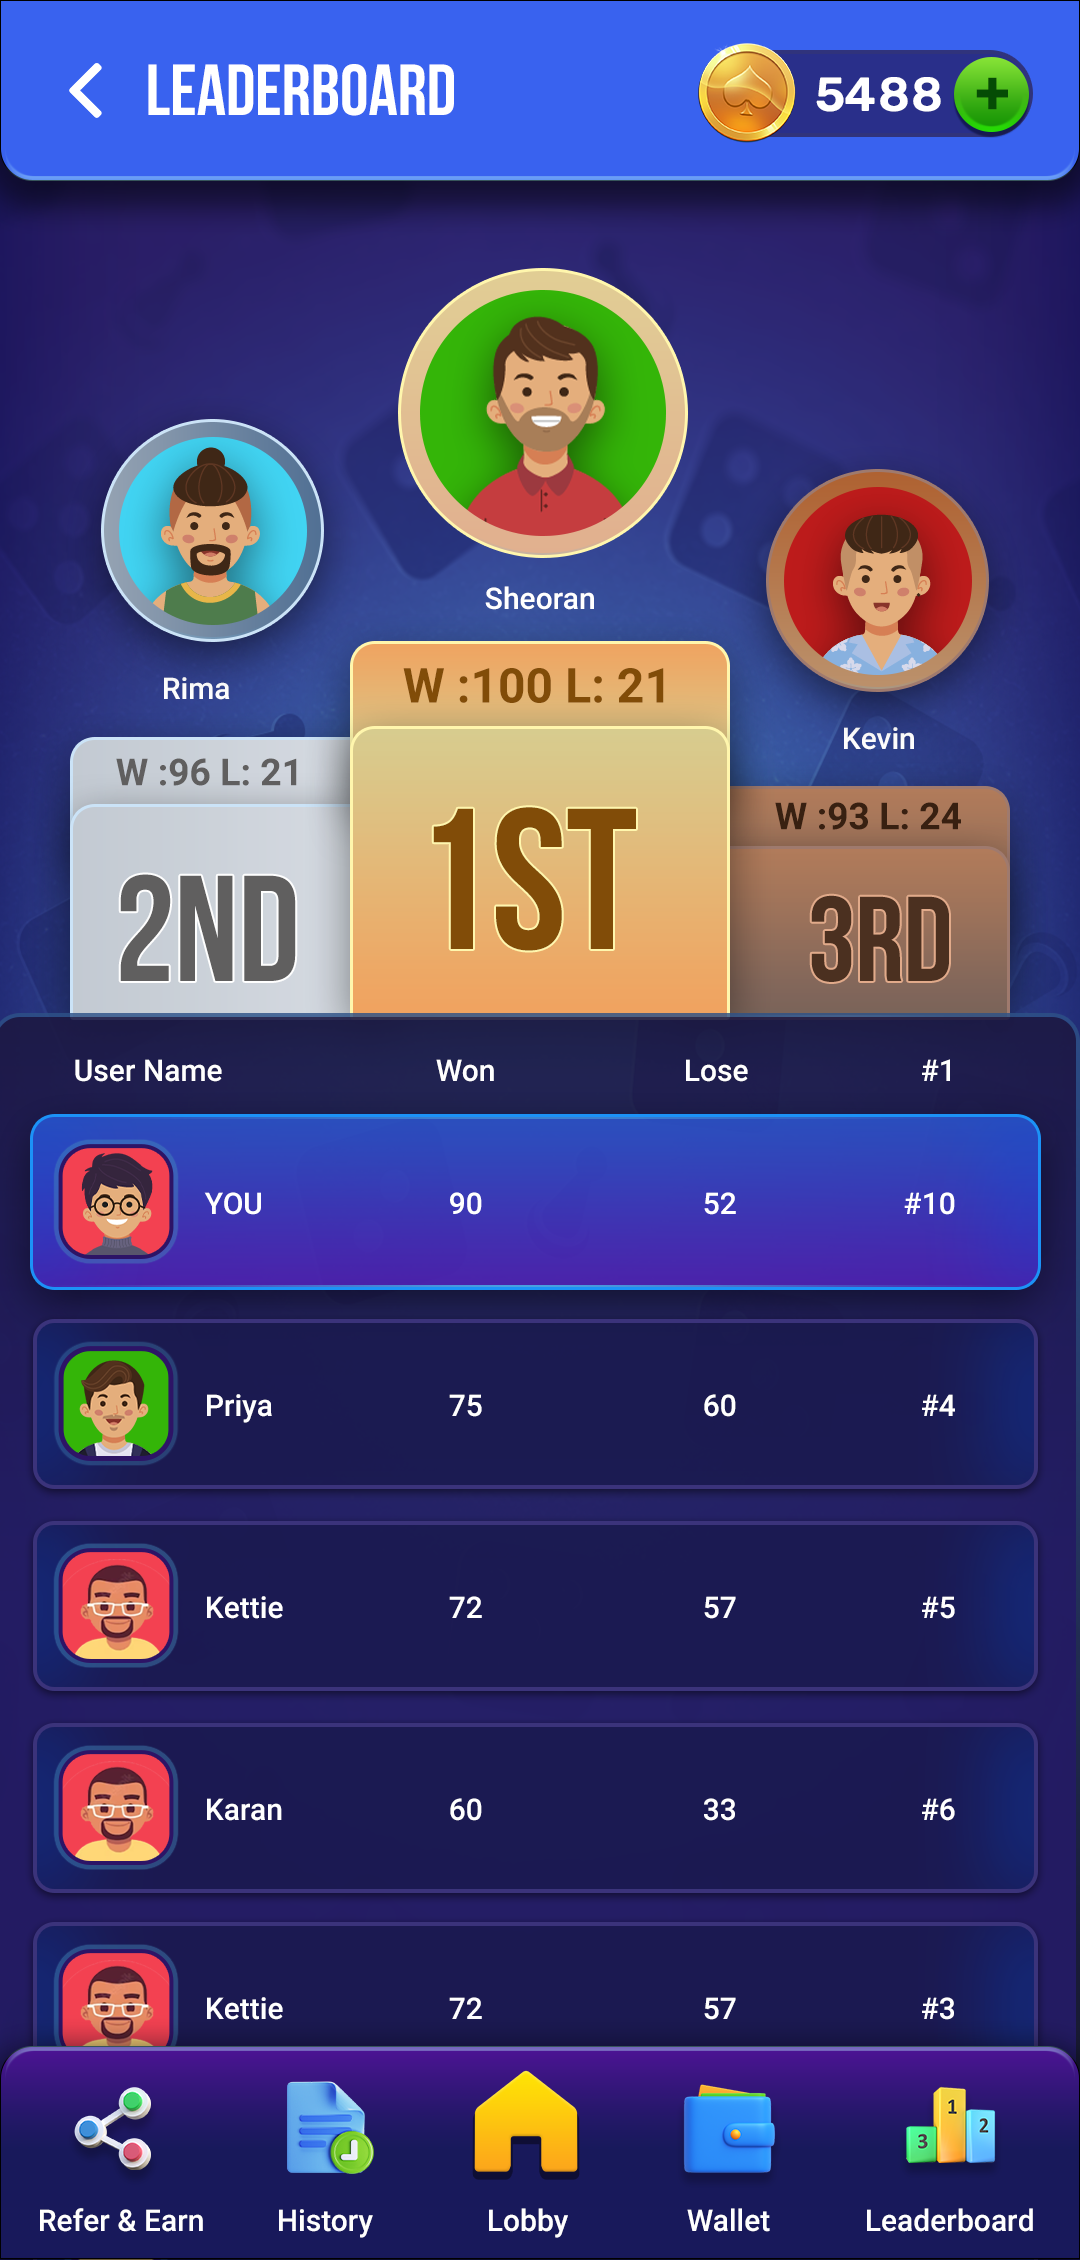 LEADERBOARD
5488
Sheoran
Rima
Kevin
W :100 L: 21
W :96 L: 21
W :93 L: 24
1ST
2ND
3RD
User Name Won Lose #1
YOU 90 52 #10
Priya 75 60 #4
Kettie 72 57 #5
Karan 60 33 #6
Kettie 72 57 #3
1
2
3
Refer & Earn History Lobby Wallet Leaderboard